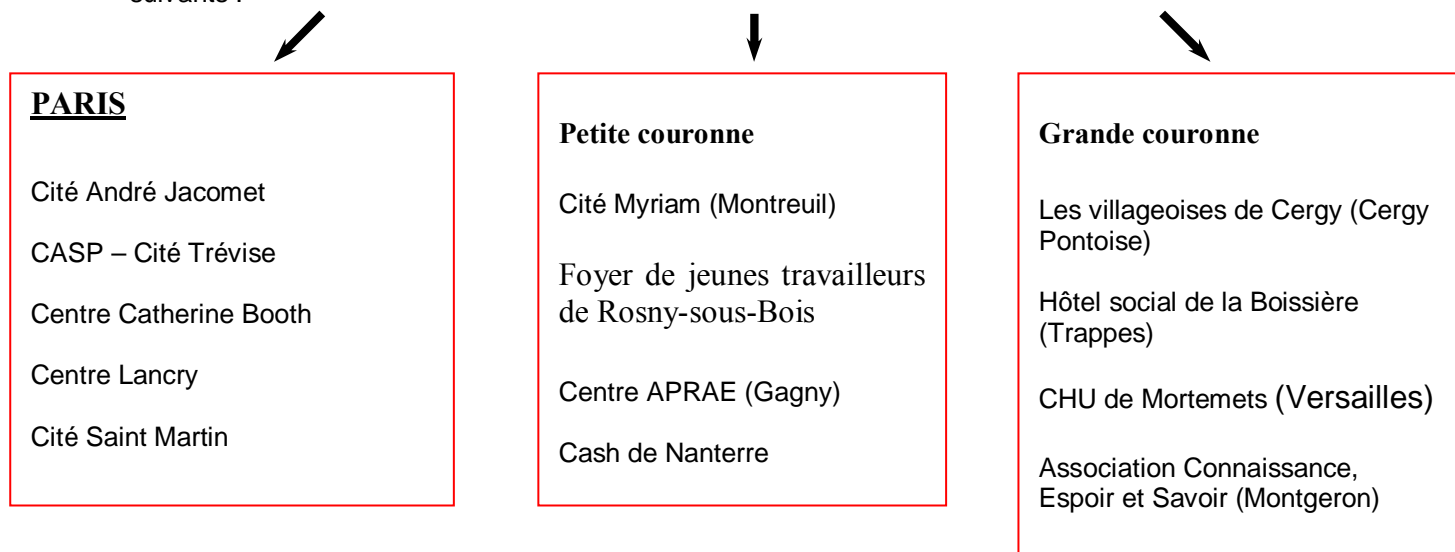 suivants :
PARIS
Cité André Jacomet
CASP – Cité Trévise
Centre Catherine Booth
Centre Lancry
Cité Saint Martin
Petite couronne
Cité Myriam (Montreuil)
Foyer de jeunes travailleurs
de Rosny-sous-Bois
Centre APRAE (Gagny)
Cash de Nanterre
Grande couronne
Les villageoises de Cergy (Cergy
Pontoise)
Hôtel social de la Boissière
(Trappes)
CHU de Mortemets (Versailles)
Association Connaissance,
Espoir et Savoir (Montgeron)